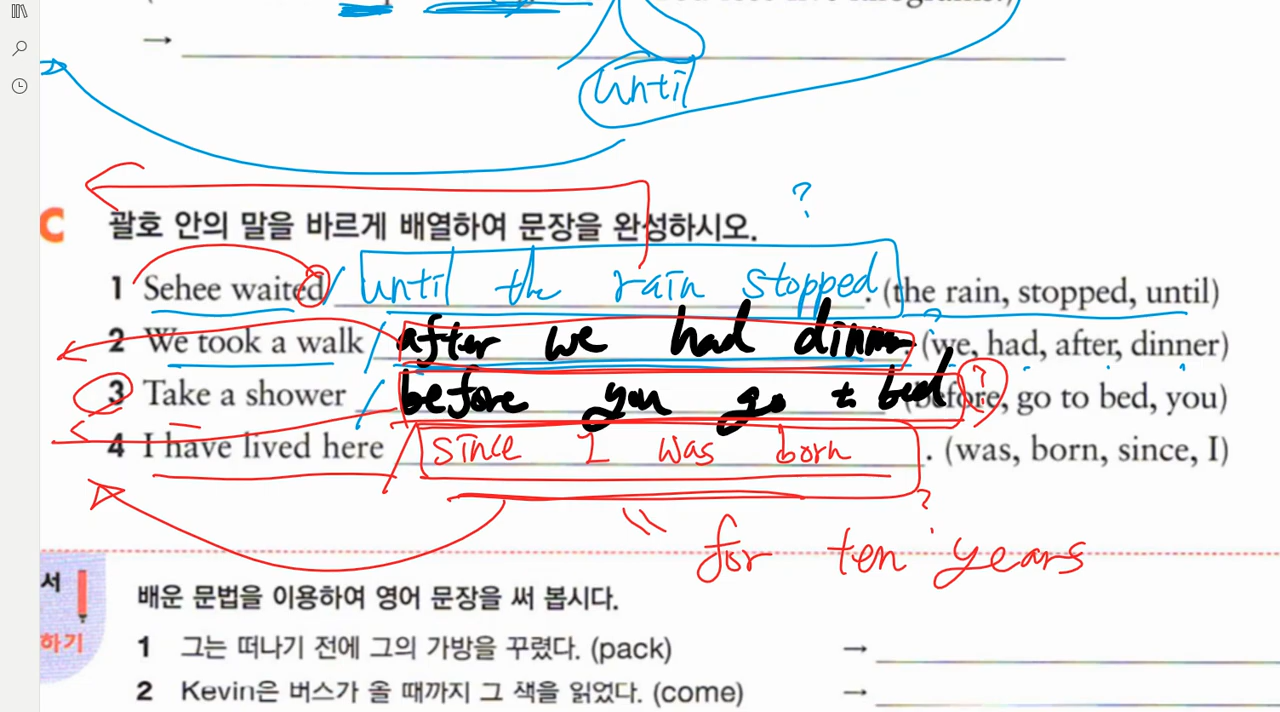 →
until
?
C 괄호 안의 말을 바르게 배열하여 문장을 완성하시오.
1 Sehee waited / until the rain stopped. (the rain, stopped, until)
2 We took a walk / after we had dinner. (we, had, after, dinner)
3 Take a shower / before you go to bed (before, go to bed, you)
4 I have lived here / since I was born. (was, born, since, I)
?
for ten years
서
하기
배운 문법을 이용하여 영어 문장을 써 봅시다.
1 그는 떠나기 전에 그의 가방을 꾸렸다. (pack) →
2 Kevin은 버스가 올 때까지 그 책을 읽었다. (come) →